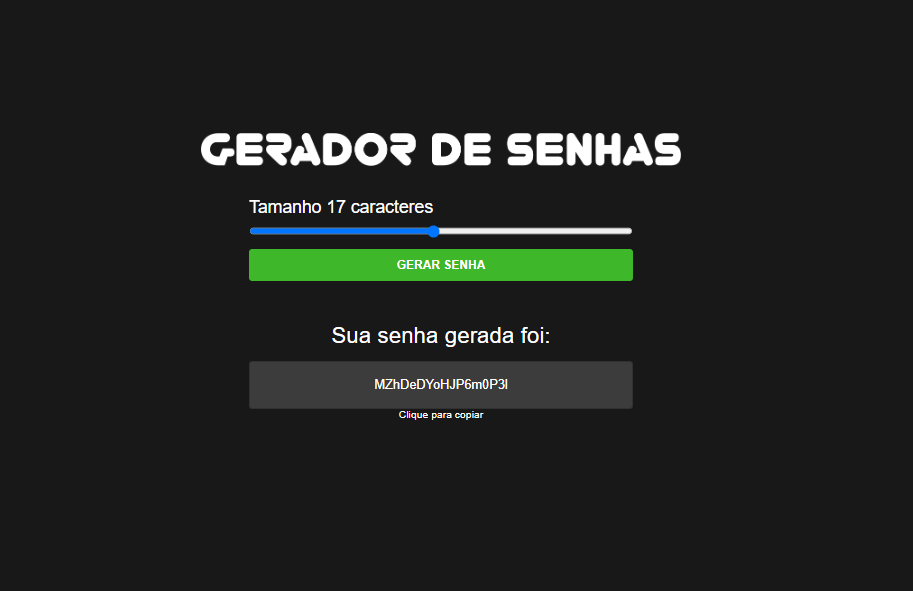 GERADOR DE SENHAS
Tamanho 17 caracteres
GERAR SENHA
Sua senha gerada foi:
MZhDeDYoHJP6m0P3l
Clique para copiar